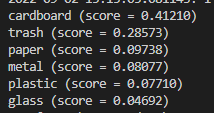 cardboard (score = 0.41210)
trash (score = 0.28573)
paper (score = 0.09738)
metal (score = 0.08077)
plastic (score = 0.07710)
glass (score = 0.04692)